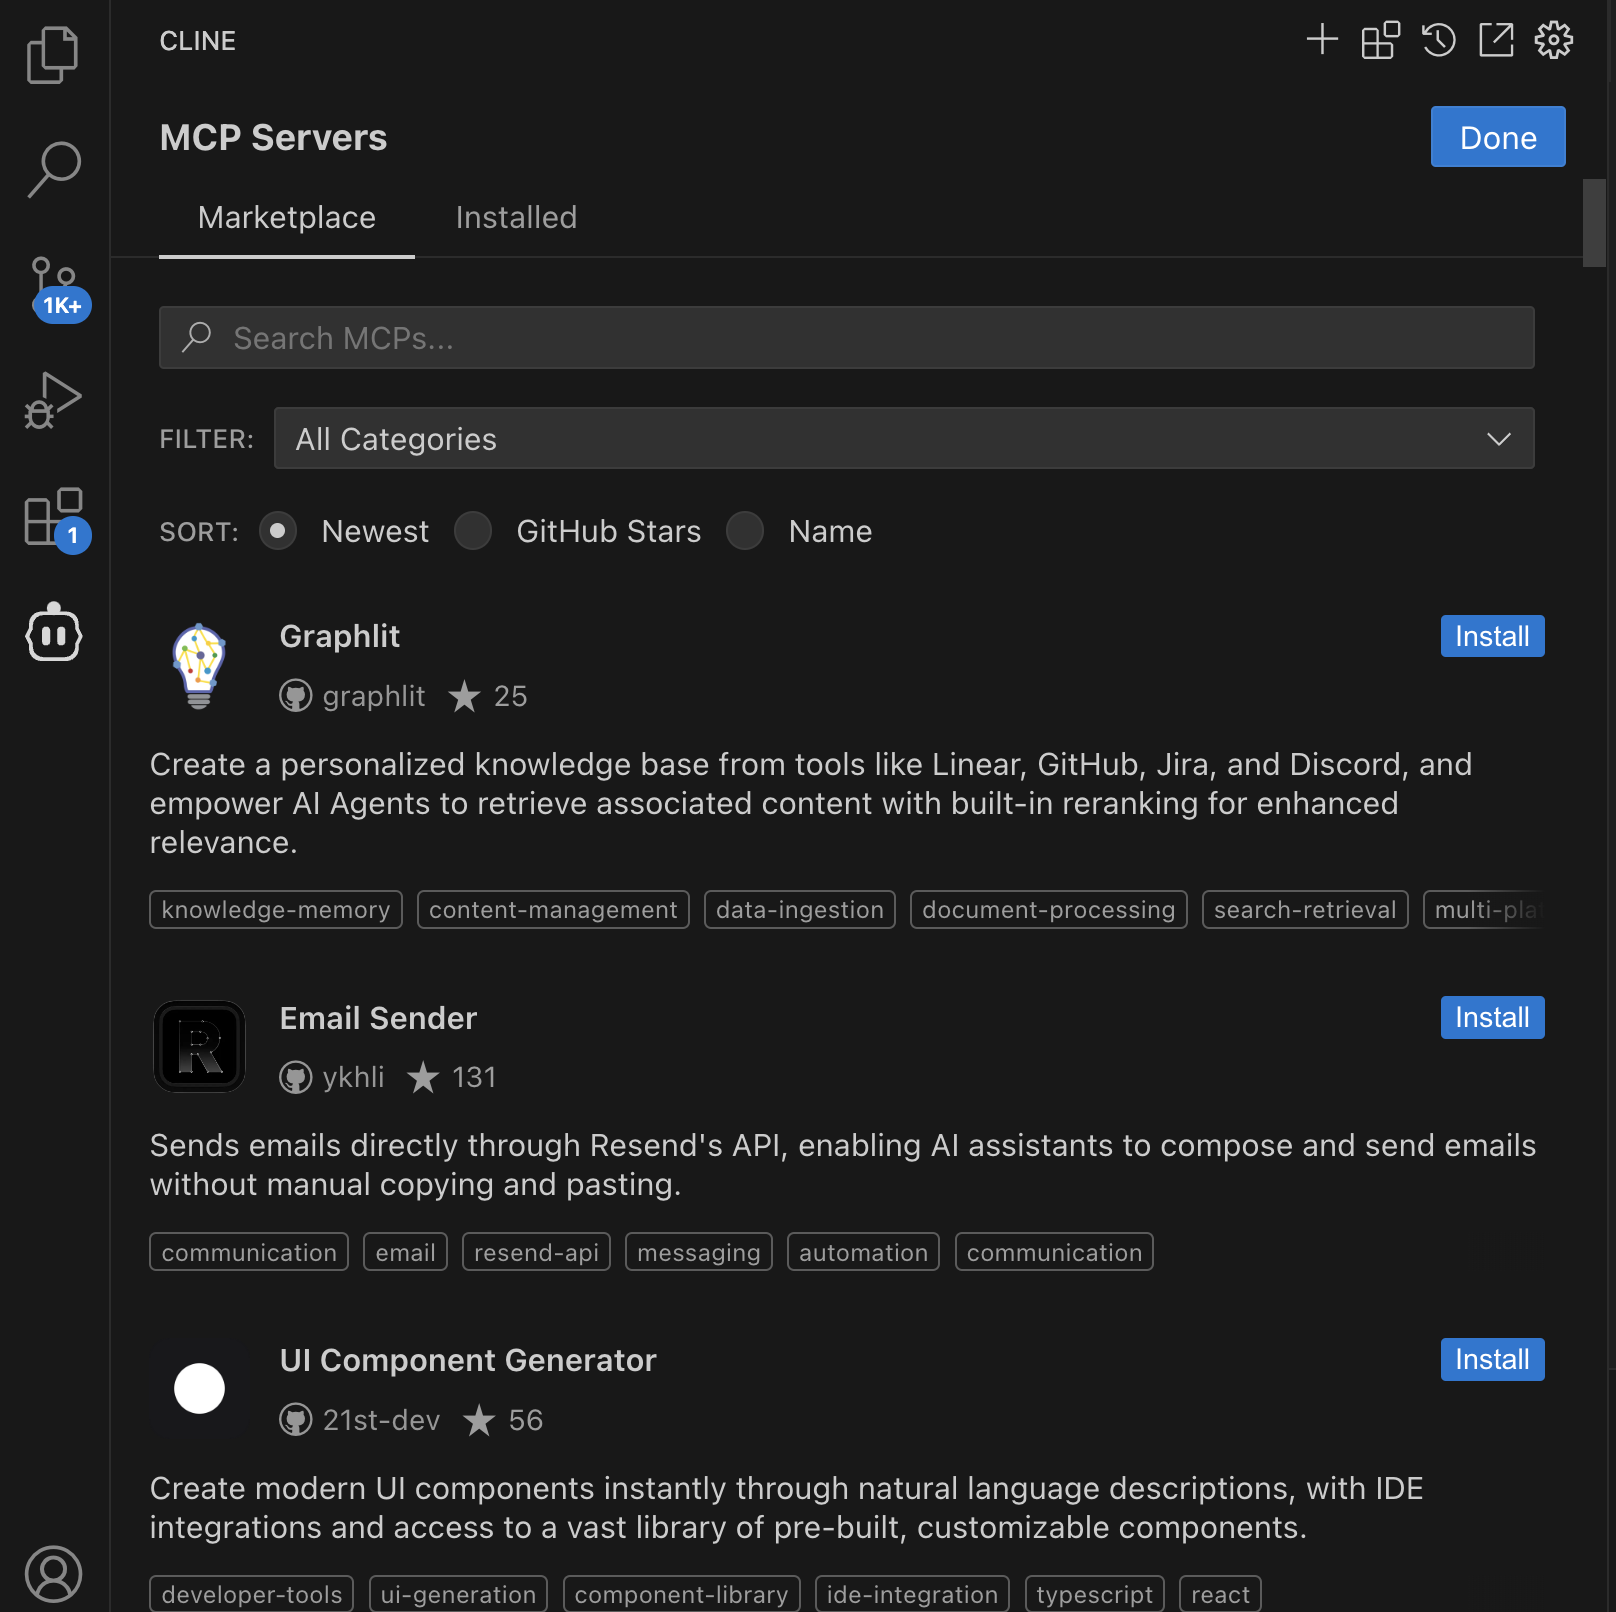 CLINE
MCP Servers
Done
Marketplace Installed
1K+
Search MCPs...
FILTER: All Categories
SORT: Newest GitHub Stars Name
1
Graphlit
Install
graphlit ★ 25
Create a personalized knowledge base from tools like Linear, GitHub, Jira, and Discord, and
empower AI Agents to retrieve associated content with built-in reranking for enhanced
relevance.
knowledge-memory content-management data-ingestion document-processing search-retrieval multi-pla
Email Sender
Install
R
ykhli ★ 131
Sends emails directly through Resend's API, enabling AI assistants to compose and send emails
without manual copying and pasting.
communication email resend-api messaging automation communication
UI Component Generator
Install
21st-dev ★ 56
Create modern UI components instantly through natural language descriptions, with IDE
integrations and access to a vast library of pre-built, customizable components.
developer-tools ui-generation component-library ide-integration typescript react